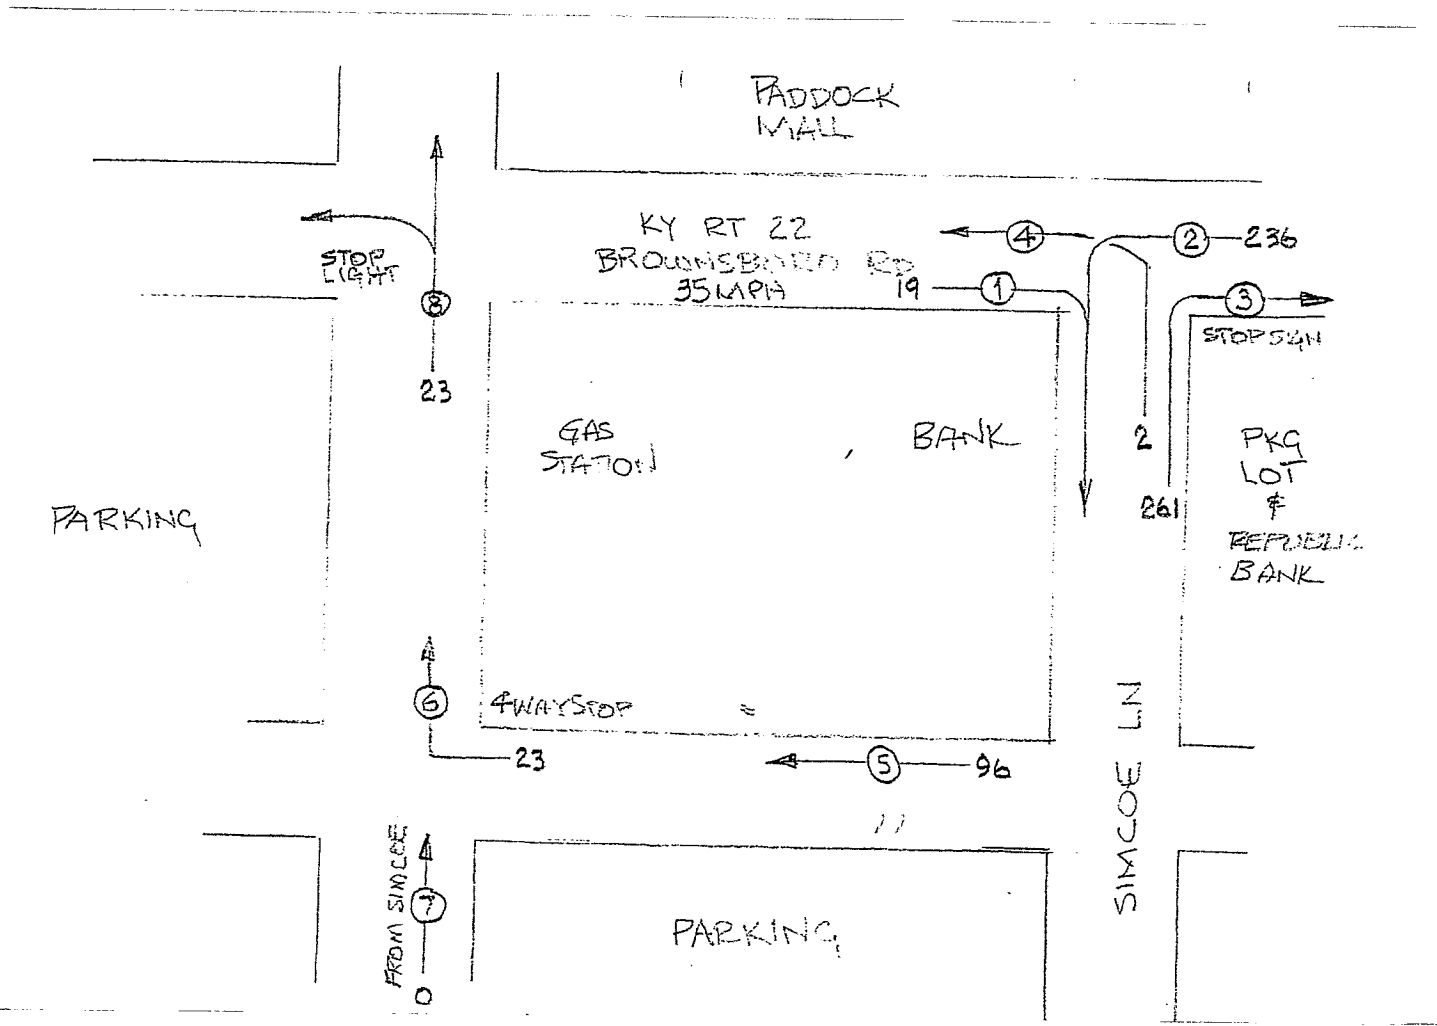 PADDOCK
MALL
KY RT 22
BROWNSBORO RD
35 MPH
19
1
4
2
236
3
STOP SIGN
STOP
LIGHT
8
23
GAS
STATION
BANK
2
261
PKG
LOT
&
REPUBLIC
BANK
PARKING
6
4 WAY STOP
23
5
96
SIMCOE LN
FROM SIMCOE
7
0
PARKING